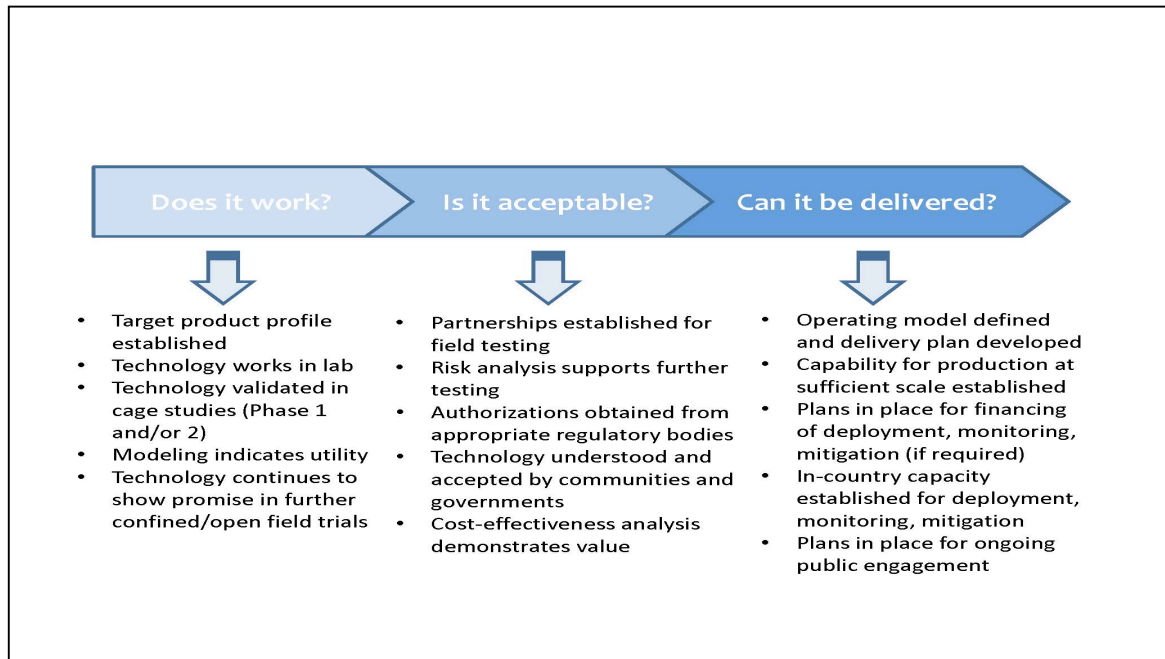 Does it work?
Is it acceptable?
Can it be delivered?
• Target product profile
established
• Technology works in lab
• Technology validated in
cage studies (Phase 1
and/or 2)
• Modeling indicates utility
• Technology continues to
show promise in further
confined/open field trials
• Partnerships established for
field testing
• Risk analysis supports further
testing
• Authorizations obtained from
appropriate regulatory bodies
• Technology understood and
accepted by communities and
governments
• Cost-effectiveness analysis
demonstrates value
• Operating model defined
and delivery plan developed
• Capability for production at
sufficient scale established
• Plans in place for financing
of deployment, monitoring,
mitigation (if required)
• In-country capacity
established for deployment,
monitoring, mitigation
• Plans in place for ongoing
public engagement